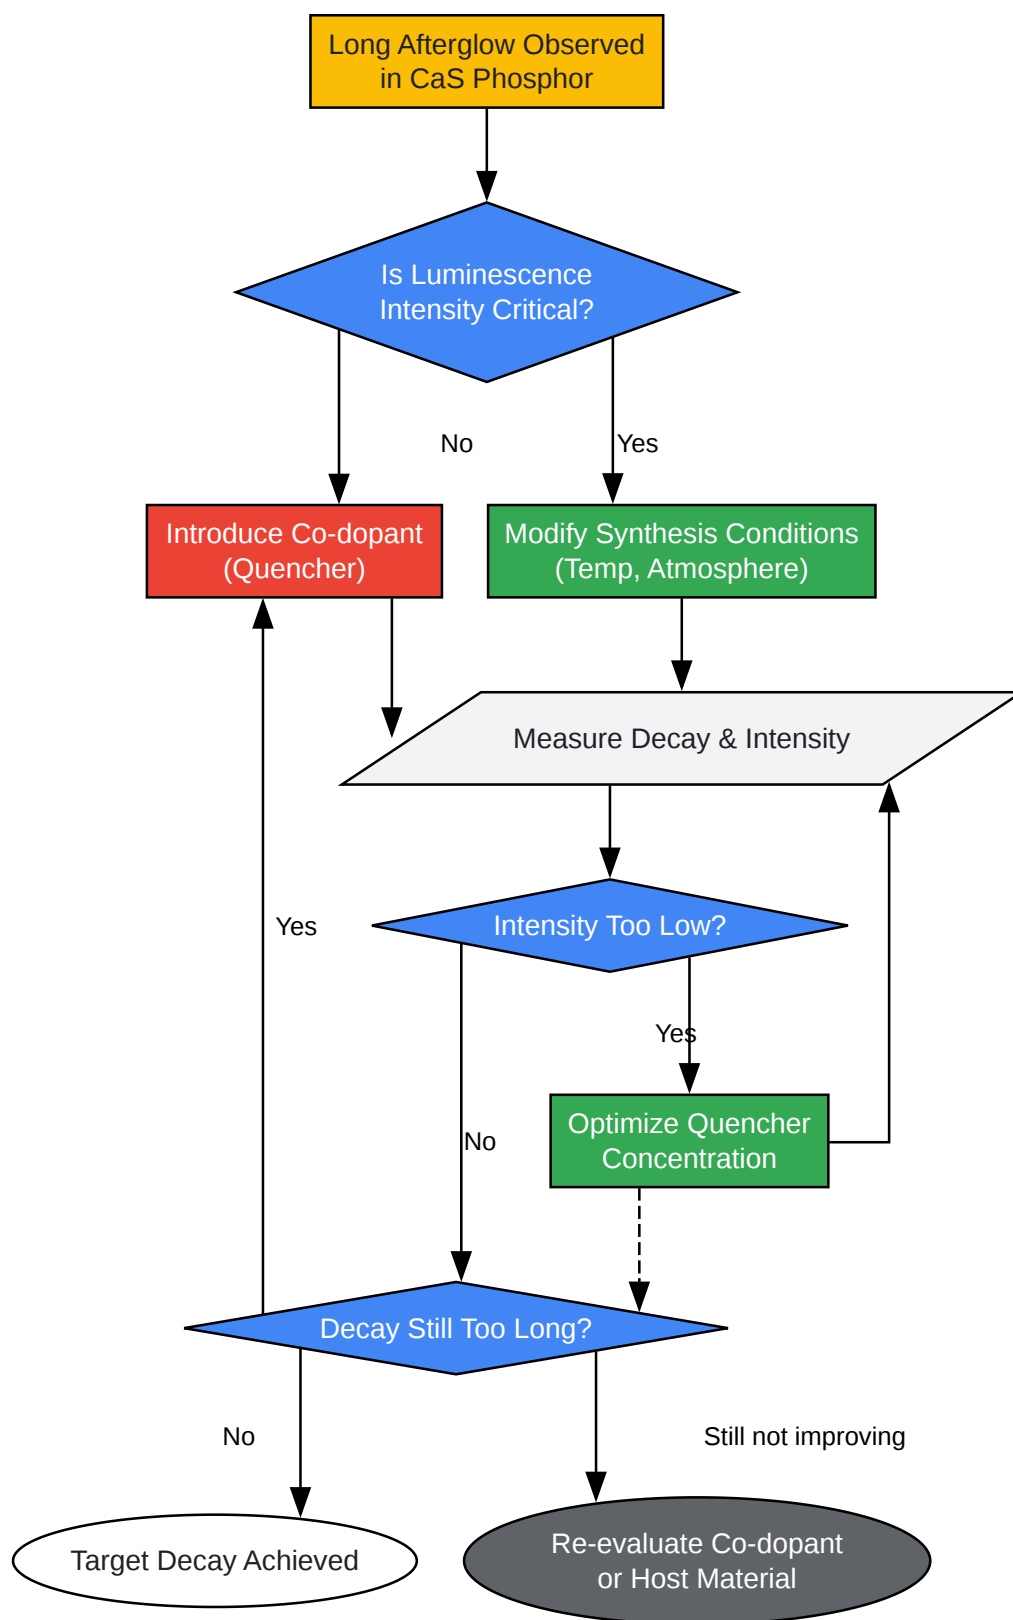 Long Afterglow Observed
in CaS Phosphor
Is Luminescence
Intensity Critical?
No
Yes
Introduce Co-dopant
(Quencher)
Modify Synthesis Conditions
(Temp, Atmosphere)
Measure Decay & Intensity
Intensity Too Low?
Yes
Yes
Optimize Quencher
Concentration
No
Decay Still Too Long?
No
Still not improving
Target Decay Achieved
Re-evaluate Co-dopant
or Host Material